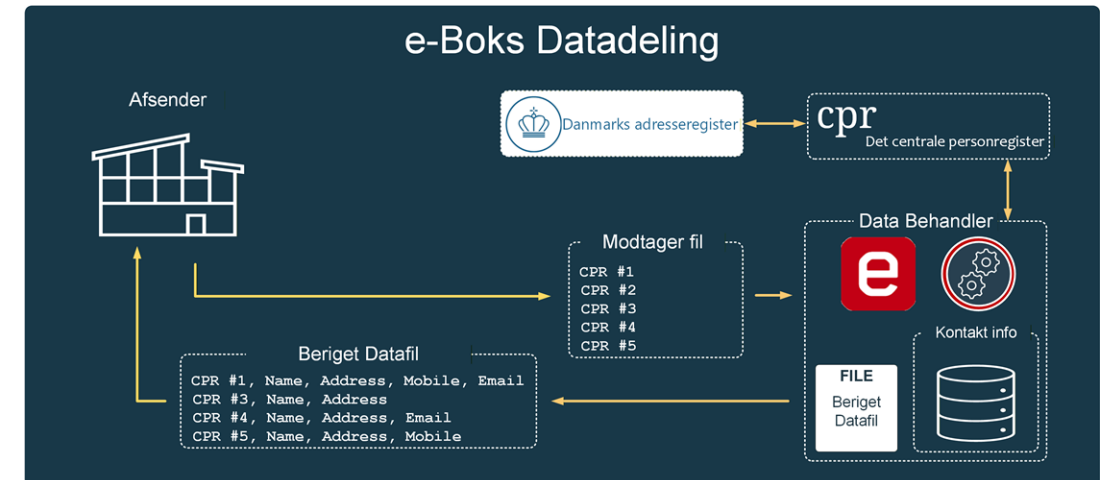 e-Boks Datadeling
Afsender
Danmarks adresseregister
cpr
Det centrale personregister
Data Behandler
e
Modtager fil
CPR #1
CPR #2
CPR #3
CPR #4
CPR #5
Kontakt info
Beriget Datafil
CPR #1, Name, Address, Mobile, Email
CPR #3, Name, Address
CPR #4, Name, Address, Email
CPR #5, Name, Address, Mobile
FILE
Beriget
Datafil